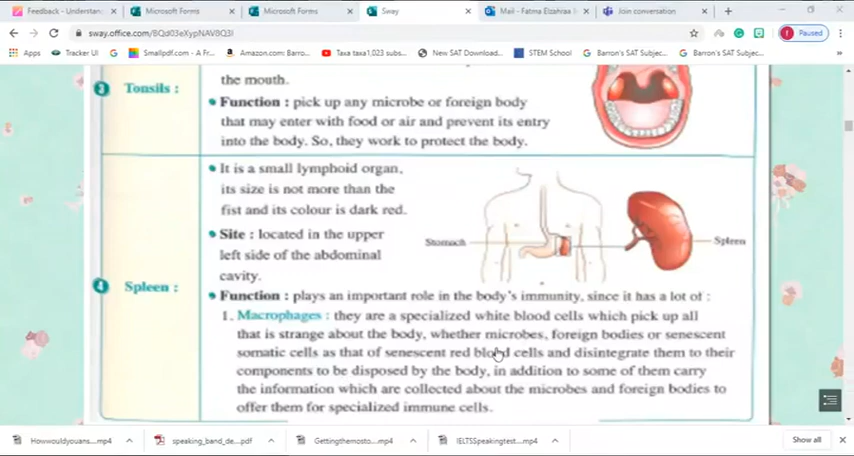 Feedback - Understan
Microsoft Forms
Microsoft Forms
Sway
Mail - Fatma Elzahraa
Join conversation
sway.office.com/8Qd03eXypNAV8Q3l
Paused
Apps
Tracker UI
Smallpdf.com - A Fr...
Amazon.com: Barro...
Taxa taxa1,023 subs...
New SAT Download...
STEM School
Barron's SAT Subjec...
Barron's SAT Subjec...
the mouth.
3 Tonsils :
• Function : pick up any microbe or foreign body
that may enter with food or air and prevent its entry
into the body. So, they work to protect the body.
• It is a small lymphoid organ,
its size is not more than the
fist and its colour is dark red.
• Site : located in the upper
left side of the abdominal
cavity.
Stomach
Spleen
4 Spleen :
• Function : plays an important role in the body's immunity, since it has a lot of :
1. Macrophages : they are a specialized white blood cells which pick up all
that is strange about the body, whether microbes, foreign bodies or senescent
somatic cells as that of senescent red blood cells and disintegrate them to their
components to be disposed by the body, in addition to some of them carry
the information which are collected about the microbes and foreign bodies to
offer them for specialized immune cells.
Howwouldyouans....mp4
speaking_band_de....pdf
Gettingthemosto....mp4
IELTSSpeakingtest....mp4
Show all